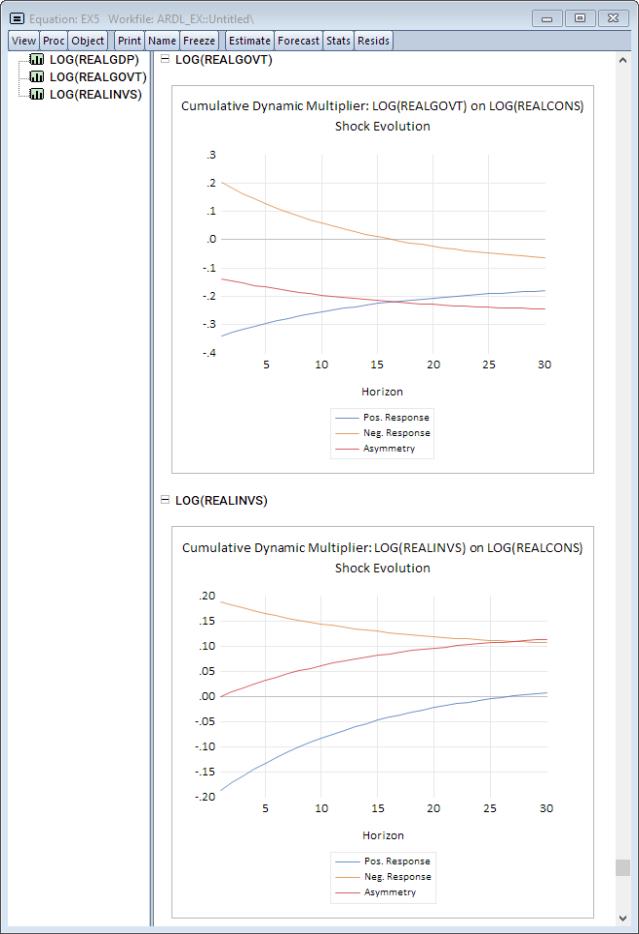 Equation: EX5 Workfile: ARDL_EX::Untitled\
View Proc Object Print Name Freeze Estimate Forecast Stats Resids
LOG(REALGDP)
LOG(REALGOVT)
LOG(REALINVS)
LOG(REALGOVT)
Cumulative Dynamic Multiplier: LOG(REALGOVT) on LOG(REALCONS)
Shock Evolution
.3
.2
.1
.0
-.1
-.2
-.3
-.4
5 10 15 20 25 30
Horizon
Pos. Response
Neg. Response
Asymmetry
LOG(REALINVS)
Cumulative Dynamic Multiplier: LOG(REALINVS) on LOG(REALCONS)
Shock Evolution
.20
.15
.10
.05
.00
-.05
-.10
-.15
-.20
5 10 15 20 25 30
Horizon
Pos. Response
Neg. Response
Asymmetry